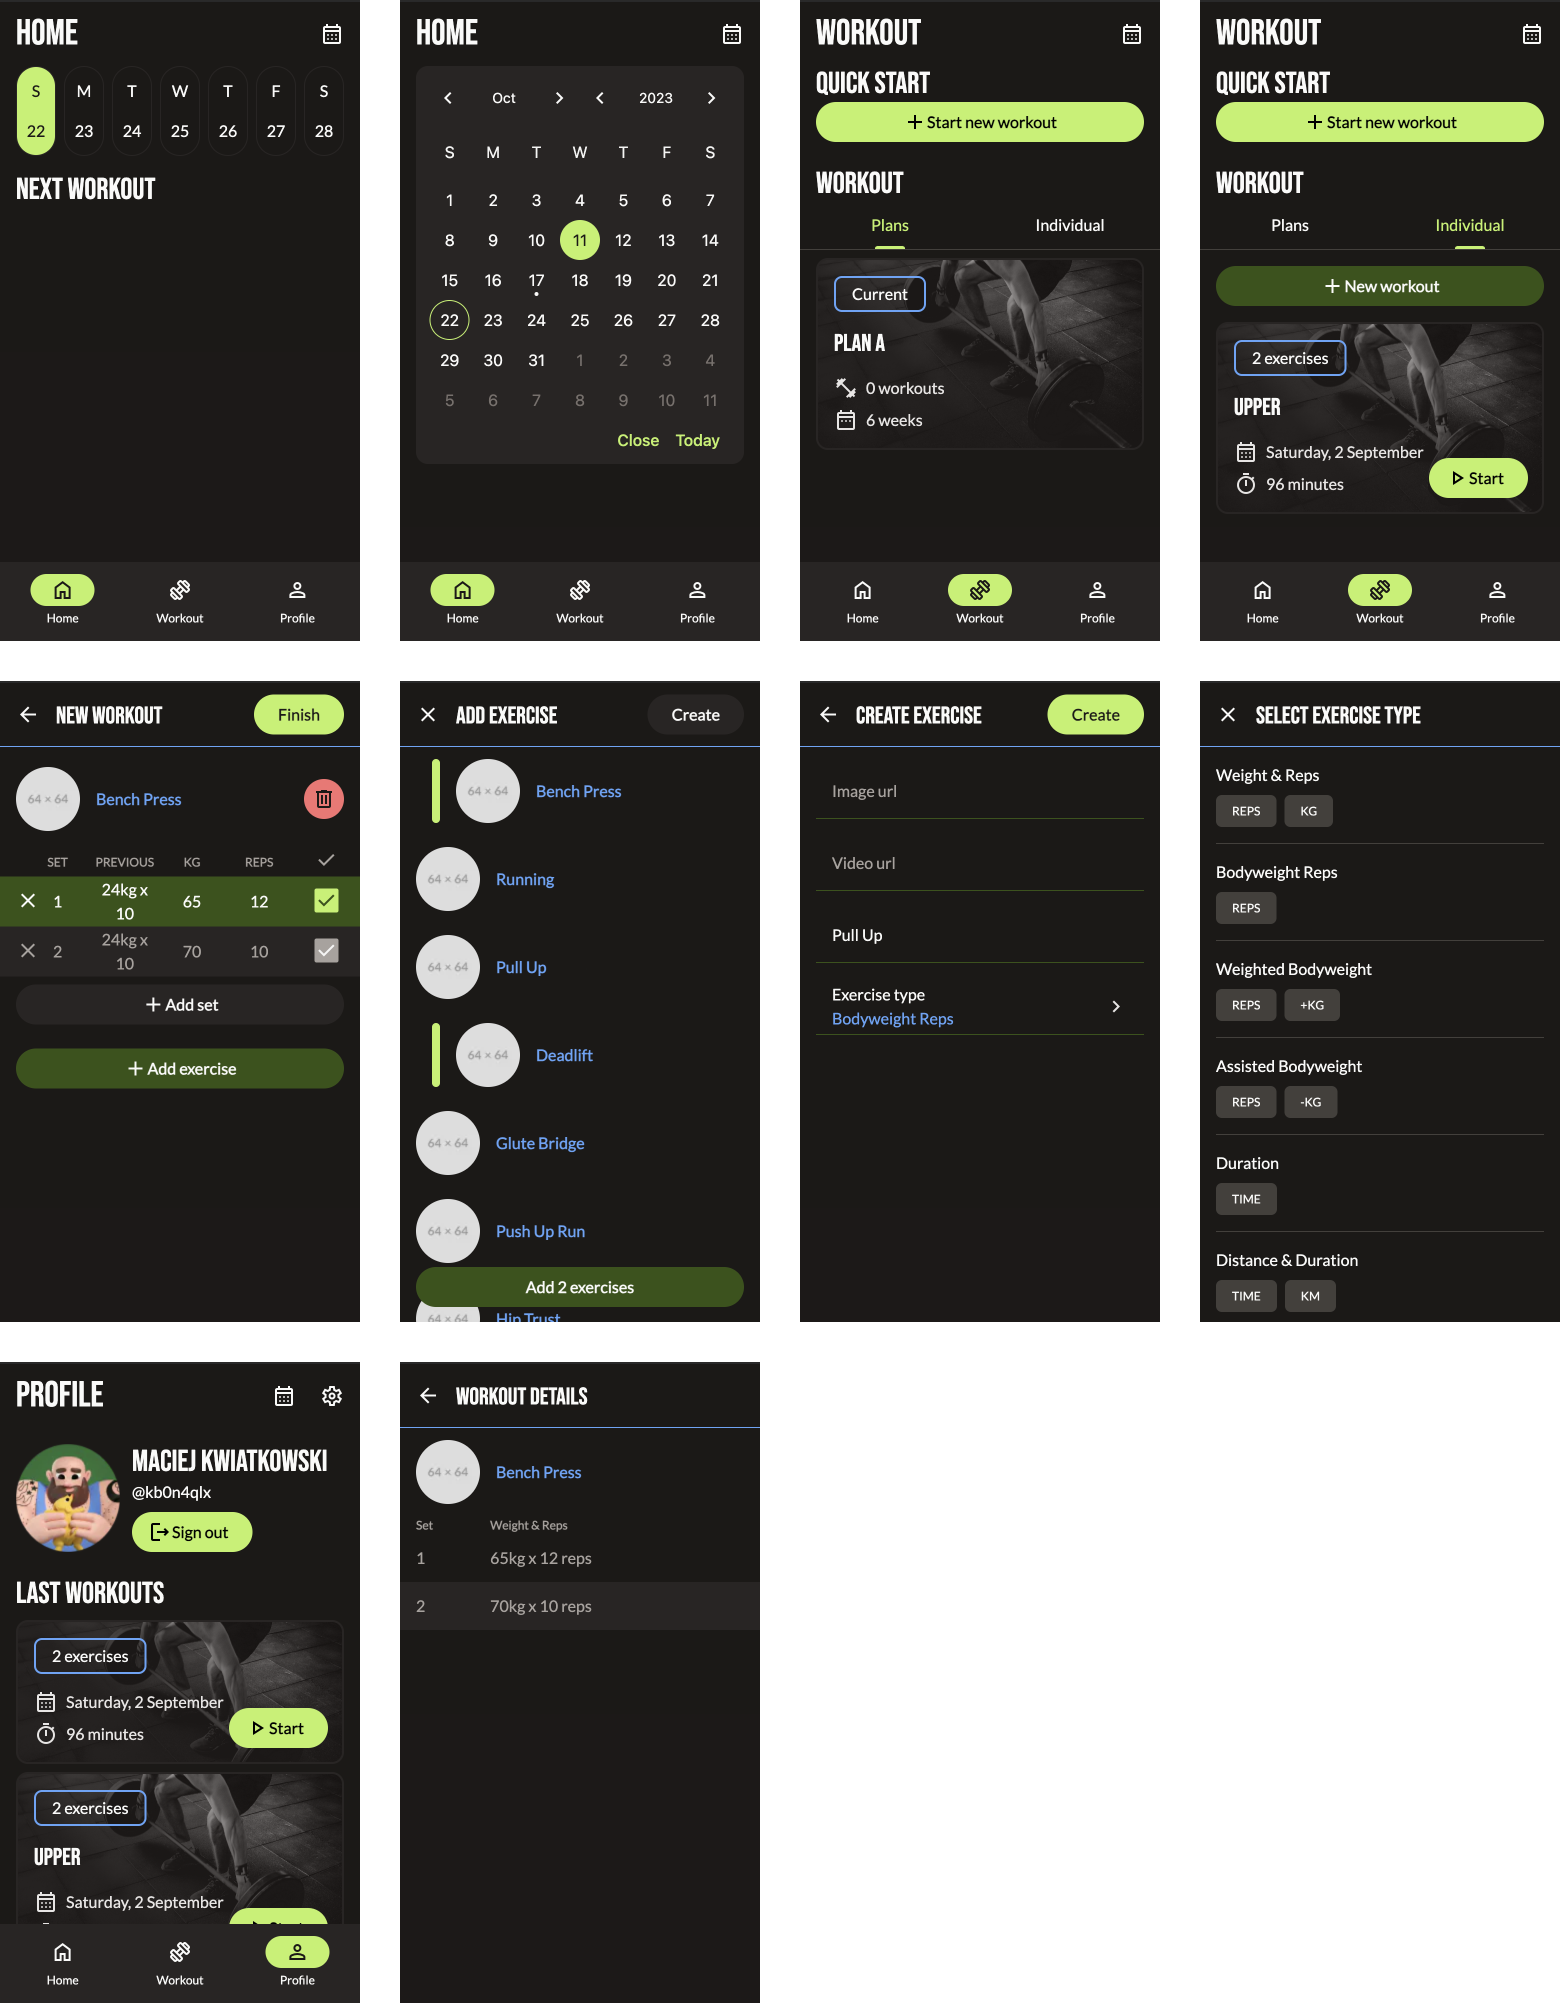 HOME
S M T W T F S
22 23 24 25 26 27 28
NEXT WORKOUT
Home Workout Profile
HOME
Oct 2023
S M T W T F S
1 2 3 4 5 6 7
8 9 10 11 12 13 14
15 16 17 18 19 20 21
22 23 24 25 26 27 28
29 30 31 1 2 3 4
5 6 7 8 9 10 11
Close Today
Home Workout Profile
WORKOUT
QUICK START
+ Start new workout
WORKOUT
Plans Individual
Current
PLAN A
0 workouts
6 weeks
Home Workout Profile
WORKOUT
QUICK START
+ Start new workout
WORKOUT
Plans Individual
+ New workout
2 exercises
UPPER
Saturday, 2 September
96 minutes
Start
Home Workout Profile
NEW WORKOUT Finish
64 × 64 Bench Press
SET PREVIOUS KG REPS
1 24kg x 10 65 12
2 24kg x 10 70 10
+ Add set
+ Add exercise
ADD EXERCISE Create
64 × 64 Bench Press
64 × 64 Running
64 × 64 Pull Up
64 × 64 Deadlift
64 × 64 Glute Bridge
64 × 64 Push Up Run
Add 2 exercises
64 × 64 Hip Trust
CREATE EXERCISE Create
Image url
Video url
Pull Up
Exercise type
Bodyweight Reps
SELECT EXERCISE TYPE
Weight & Reps
REPS KG
Bodyweight Reps
REPS
Weighted Bodyweight
REPS +KG
Assisted Bodyweight
REPS -KG
Duration
TIME
Distance & Duration
TIME KM
PROFILE
MACIEJ KWIATKOWSKI
@kb0n4qlx
Sign out
LAST WORKOUTS
2 exercises
Saturday, 2 September
96 minutes
Start
2 exercises
UPPER
Saturday, 2 September
Home Workout Profile
WORKOUT DETAILS
64 × 64 Bench Press
Set Weight & Reps
1 65kg x 12 reps
2 70kg x 10 reps